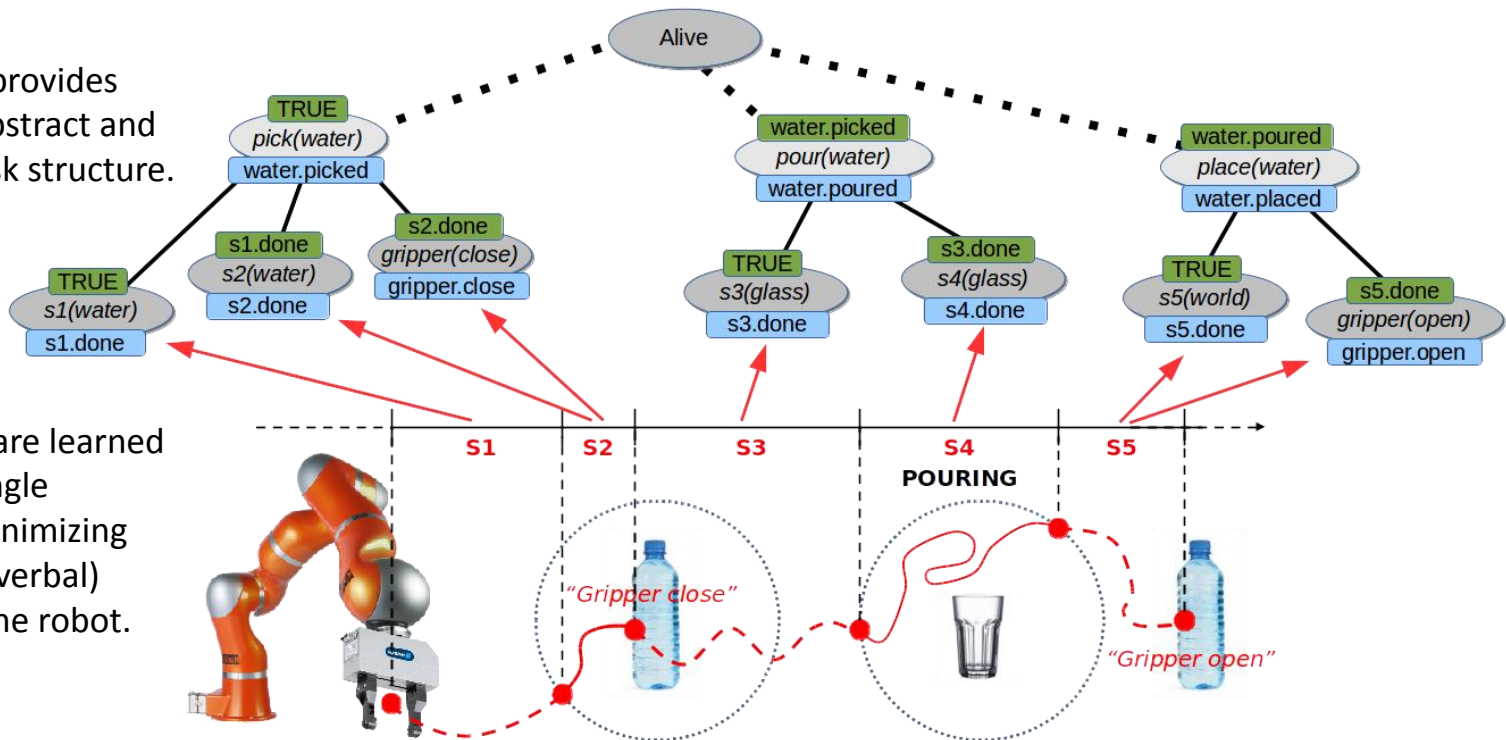 Alive
provides
bstract and
sk structure.
TRUE
pick(water)
water.picked
water.picked
pour(water)
water.poured
water.poured
place(water)
water.placed
TRUE
s1(water)
s1.done
s1.done
s2(water)
s2.done
s2.done
gripper(close)
gripper.close
TRUE
s3(glass)
s3.done
s3.done
s4(glass)
s4.done
TRUE
s5(world)
s5.done
s5.done
gripper(open)
gripper.open
are learned
ngle
nimizing
verbal)
he robot.
S1
S2
S3
S4
S5
POURING
“Gripper close”
“Gripper open”